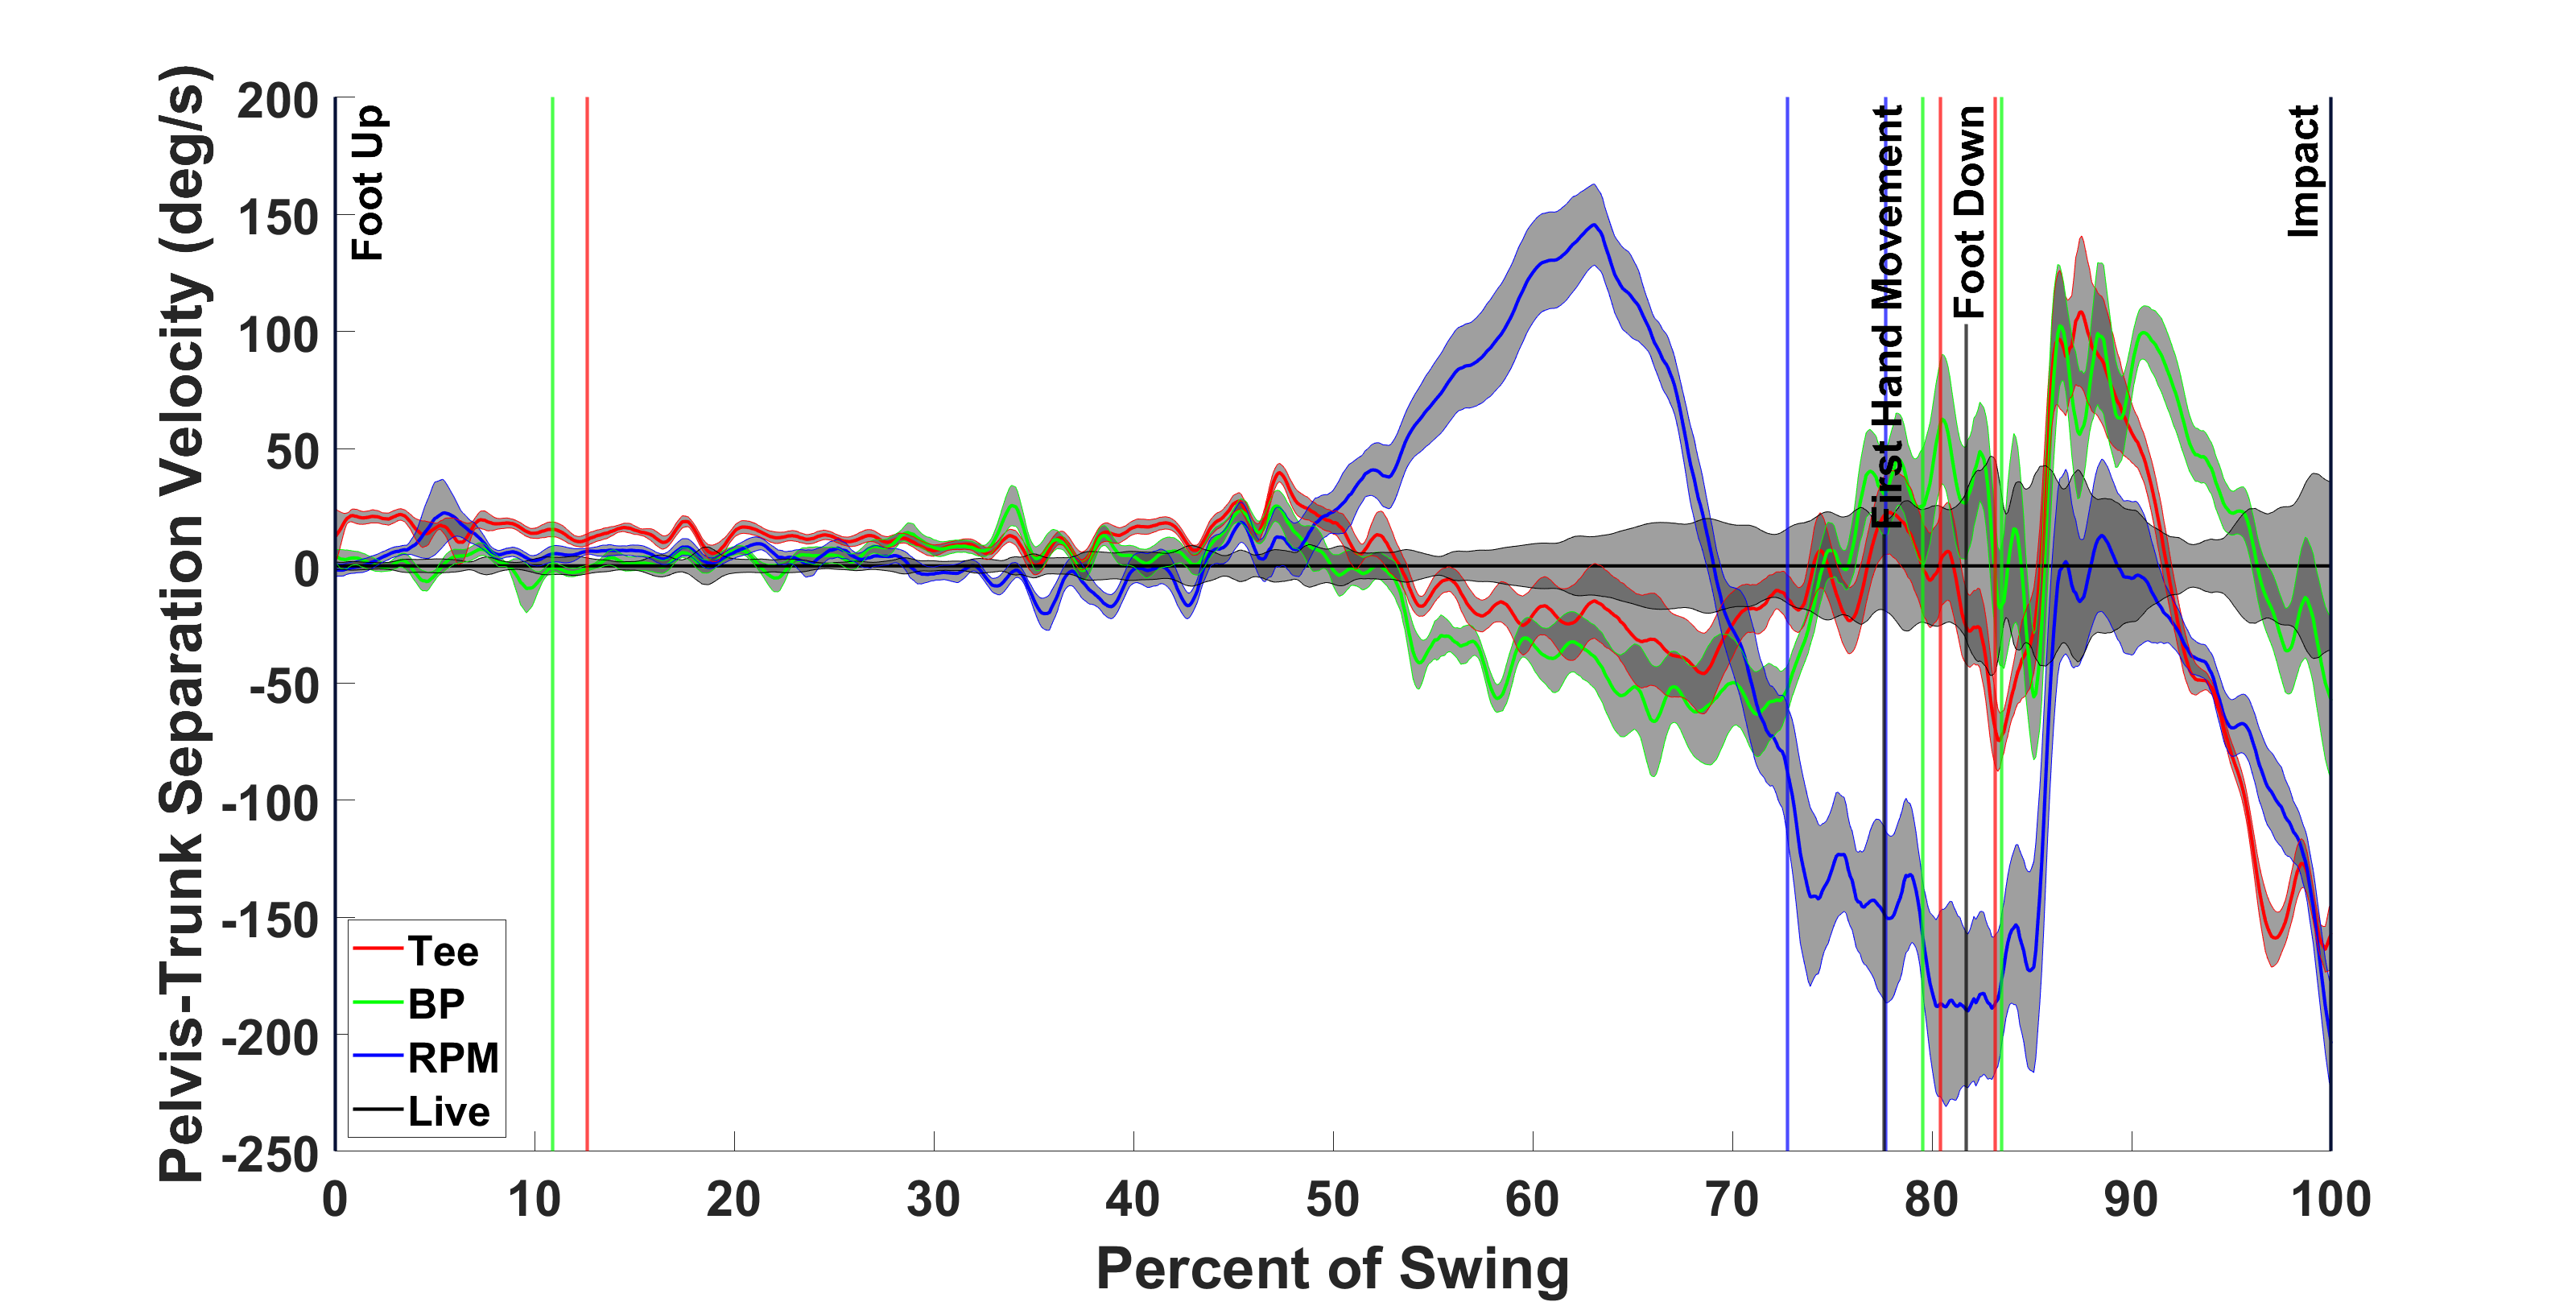 Pelvis-Trunk Separation Velocity (deg/s)
200
150
100
50
0
-50
-100
-150
-200
-250
Foot Up
First Hand Movement
Foot Down
Impact
Tee
BP
RPM
Live
0 10 20 30 40 50 60 70 80 90 100
Percent of Swing